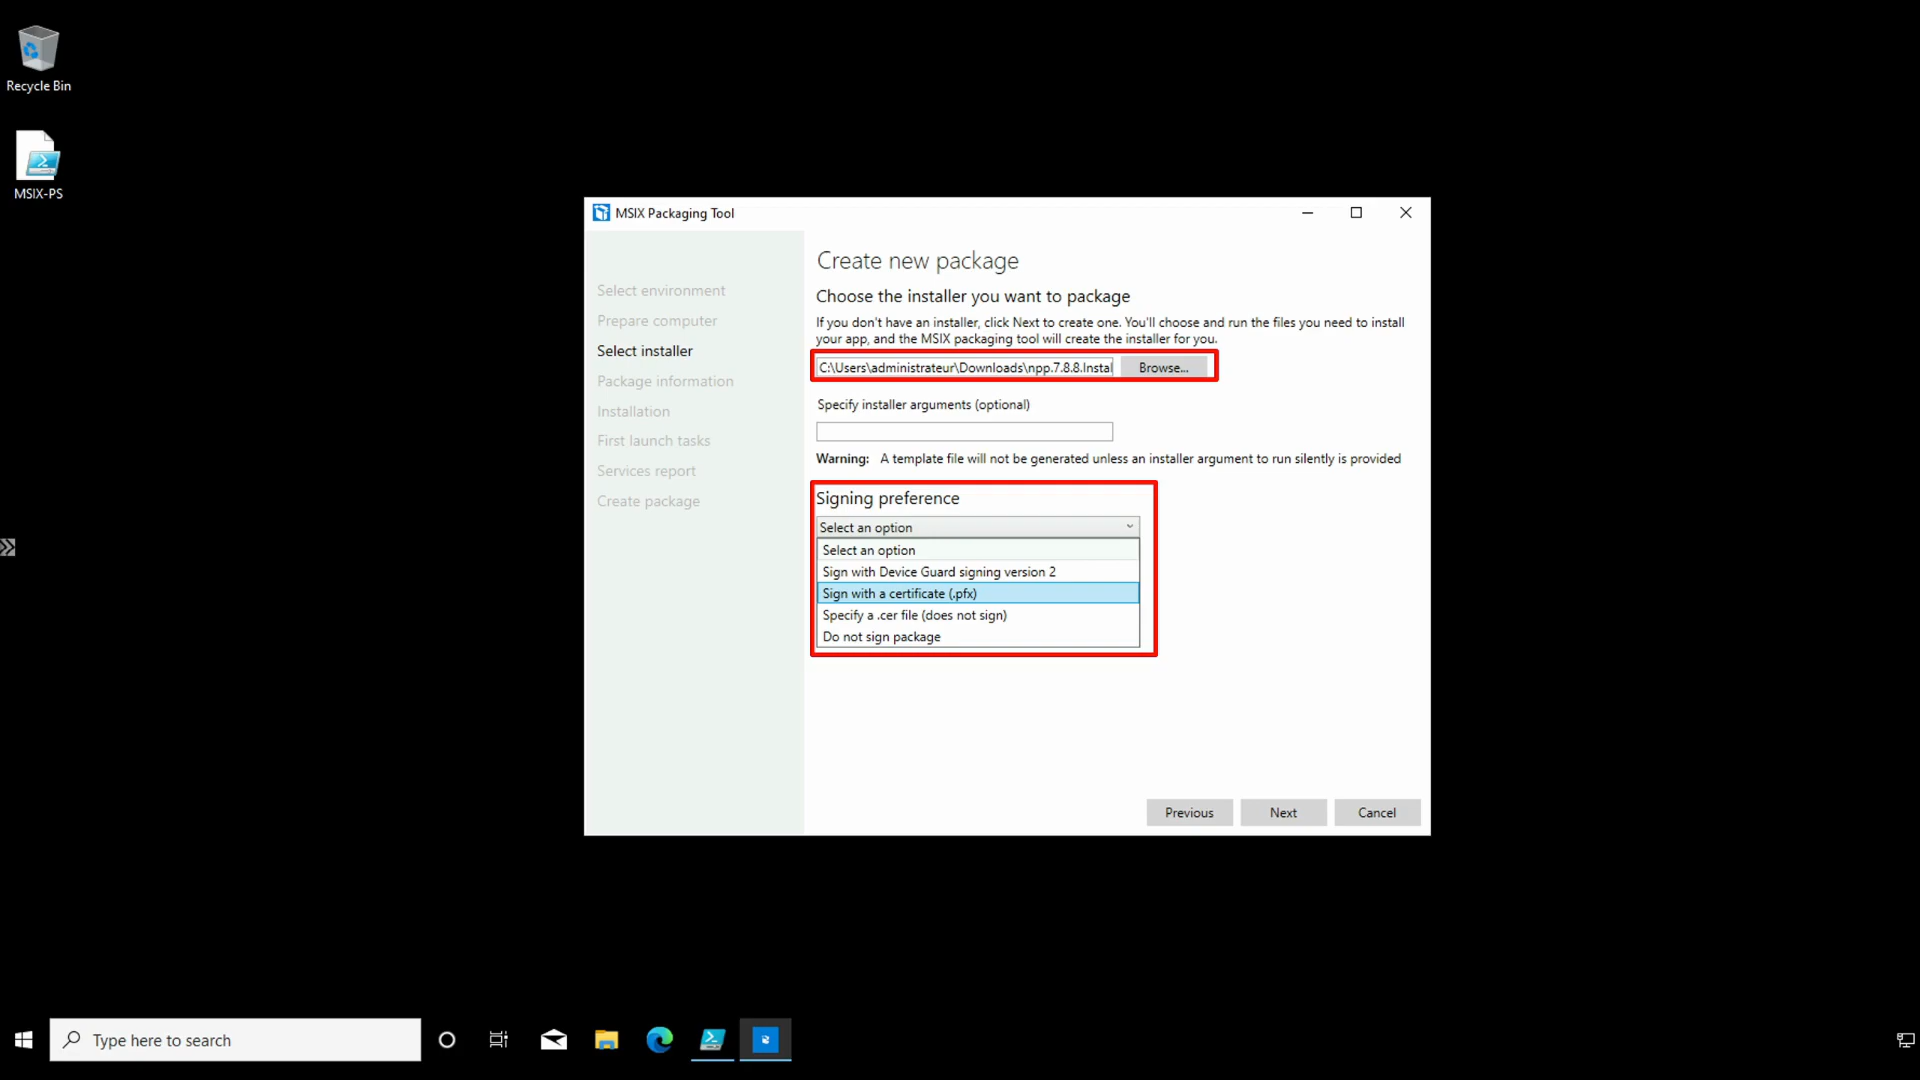 Recycle Bin
MSIX-PS
MSIX Packaging Tool
Select environment
Prepare computer
Select installer
Package information
Installation
First launch tasks
Services report
Create package
Create new package
Choose the installer you want to package
If you don't have an installer, click Next to create one. You'll choose and run the files you need to install
your app, and the MSIX packaging tool will create the installer for you.
C:\Users\administrateur\Downloads\npp.7.8.8.Instal
Browse...
Specify installer arguments (optional)
Warning: A template file will not be generated unless an installer argument to run silently is provided
Signing preference
Select an option
Select an option
Sign with Device Guard signing version 2
Sign with a certificate (.pfx)
Specify a .cer file (does not sign)
Do not sign package
Previous
Next
Cancel
Type here to search